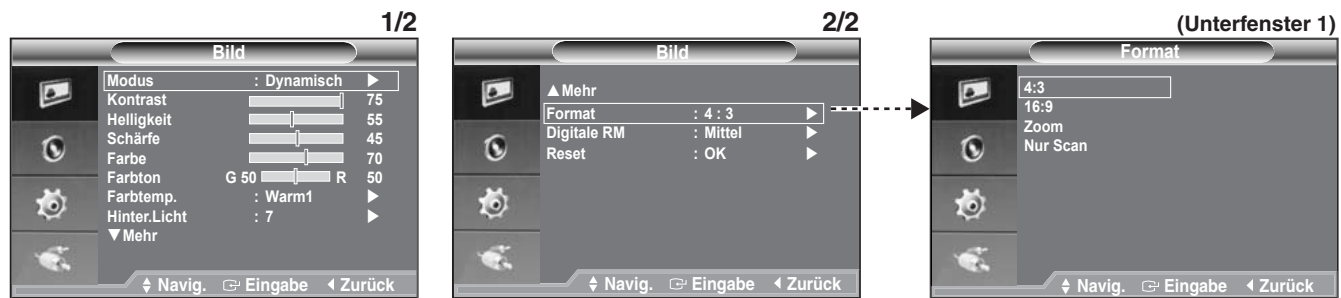 1/2
Bild
Modus : Dynamisch ▶
Kontrast 75
Helligkeit 55
Schärfe 45
Farbe 70
Farbton G 50 R 50
Farbtemp. : Warm1 ▶
Hinter.Licht : 7 ▶
▼Mehr
Navig. Eingabe Zurück
2/2
Bild
▲Mehr
Format : 4 : 3 ▶
Digitale RM : Mittel ▶
Reset : OK ▶
Navig. Eingabe Zurück
(Unterfenster 1)
Format
4:3
16:9
Zoom
Nur Scan
Navig. Eingabe Zurück